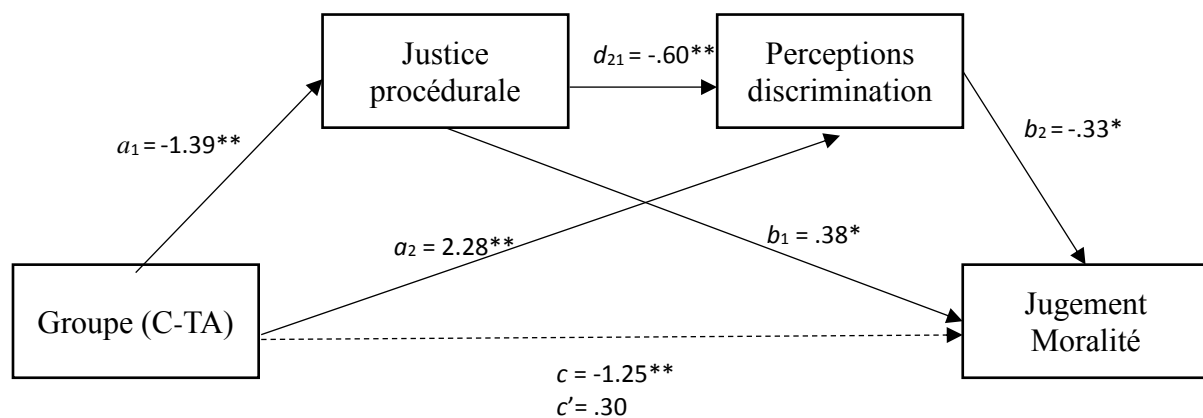 Justice
procédurale
d21 = -.60**
Perceptions
discrimination
a1 = -1.39**
b2 = -.33*
a2 = 2.28**
b1 = .38*
Groupe (C-TA)
Jugement
Moralité
c = -1.25**
c’= .30